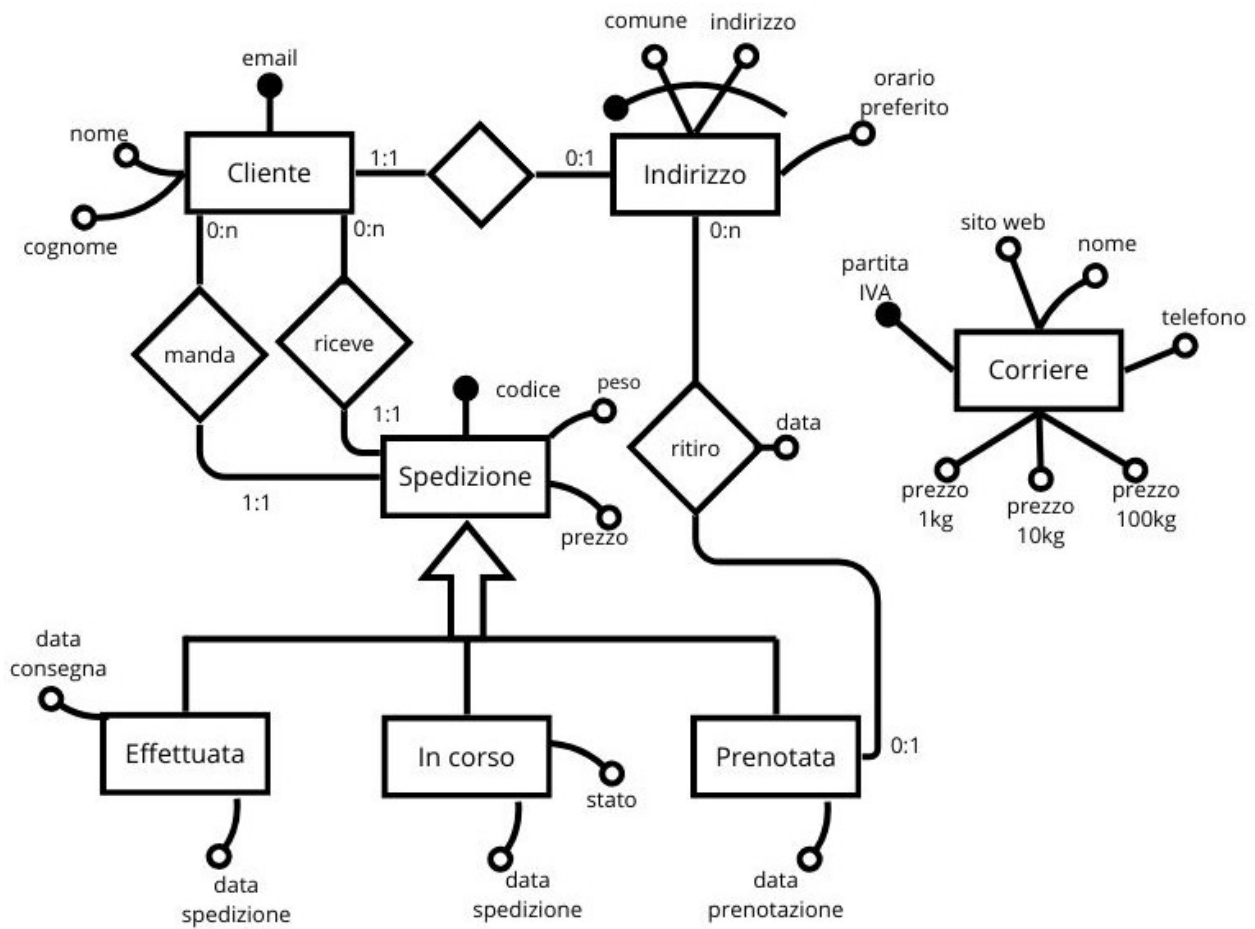 comune
indirizzo
email
orario
preferito
nome
Cliente
1:1
0:1
Indirizzo
cognome
0:n
0:n
0:n
sito web
nome
partita
IVA
telefono
manda
riceve
Corriere
codice
peso
1:1
data
ritiro
Spedizione
1:1
prezzo
prezzo
1kg
prezzo
10kg
prezzo
100kg
data
consegna
Effettuata
In corso
Prenotata
0:1
stato
data
spedizione
data
spedizione
data
prenotazione